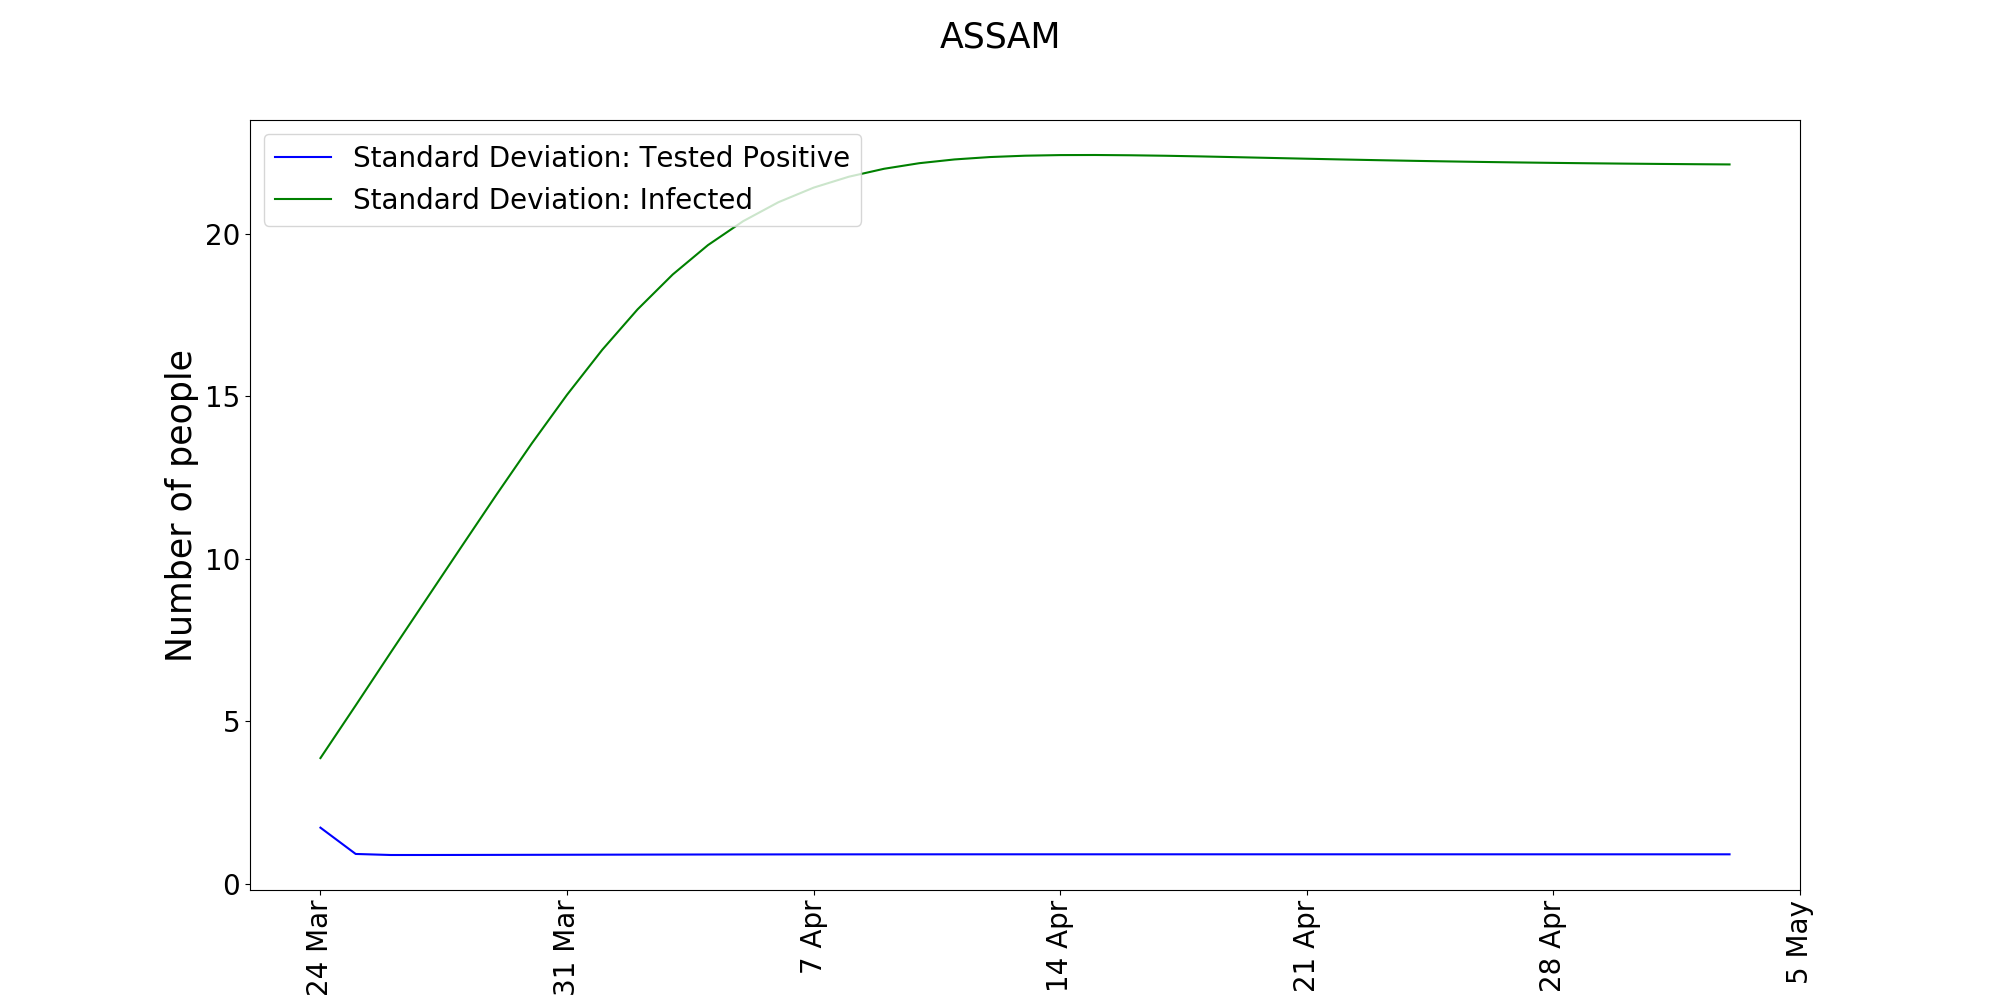 ASSAM
Standard Deviation: Tested Positive
Standard Deviation: Infected
Number of people
20
15
10
5
0
24 Mar
31 Mar
7 Apr
14 Apr
21 Apr
28 Apr
5 May